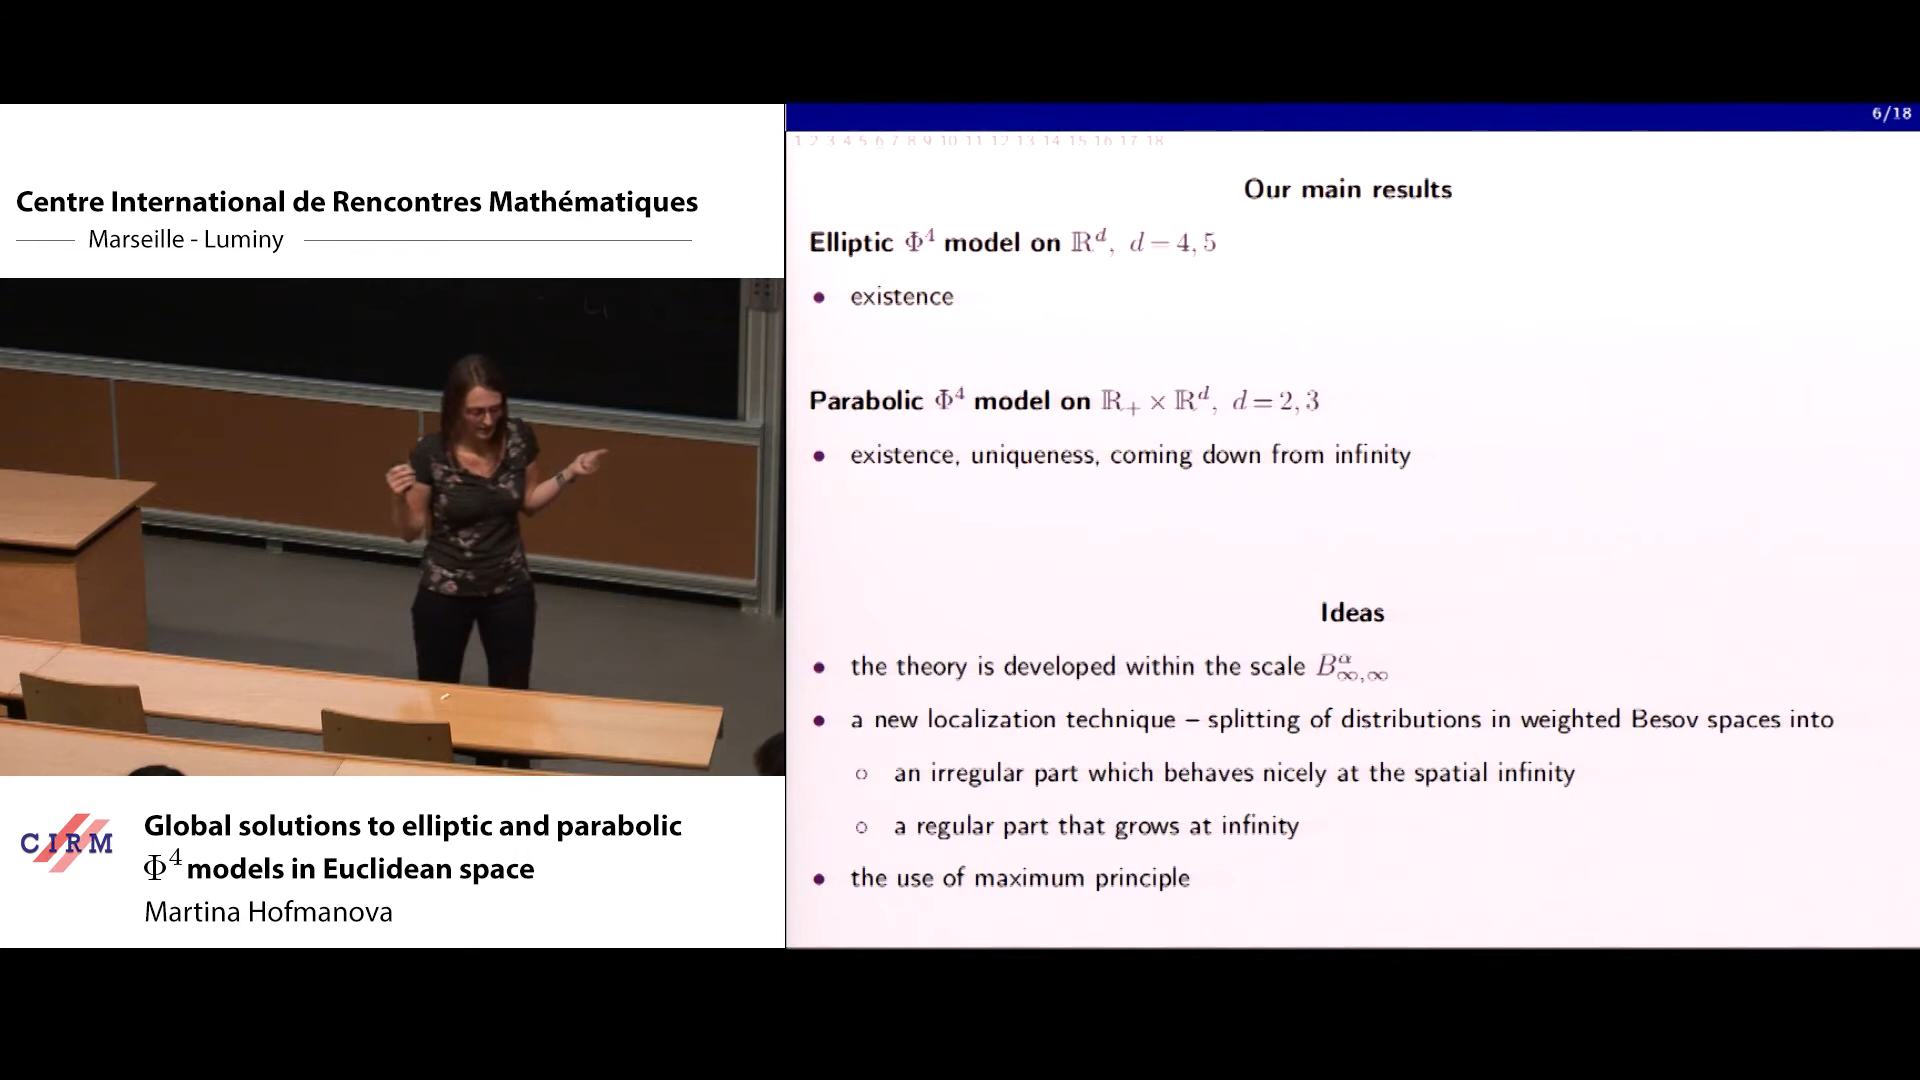 Centre International de Rencontres Mathématiques
Marseille - Luminy
CIRM
Global solutions to elliptic and parabolic
Φ⁴ models in Euclidean space
Martina Hofmanova
6/18
1 2 3 4 5 6 7 8 9 10 11 12 13 14 15 16 17 18
Our main results
Elliptic Φ⁴ model on ℝᵈ, d = 4, 5
• existence
Parabolic Φ⁴ model on ℝ₊ × ℝᵈ, d = 2, 3
• existence, uniqueness, coming down from infinity
Ideas
• the theory is developed within the scale B^α_{∞,∞}
• a new localization technique – splitting of distributions in weighted Besov spaces into
○ an irregular part which behaves nicely at the spatial infinity
○ a regular part that grows at infinity
• the use of maximum principle